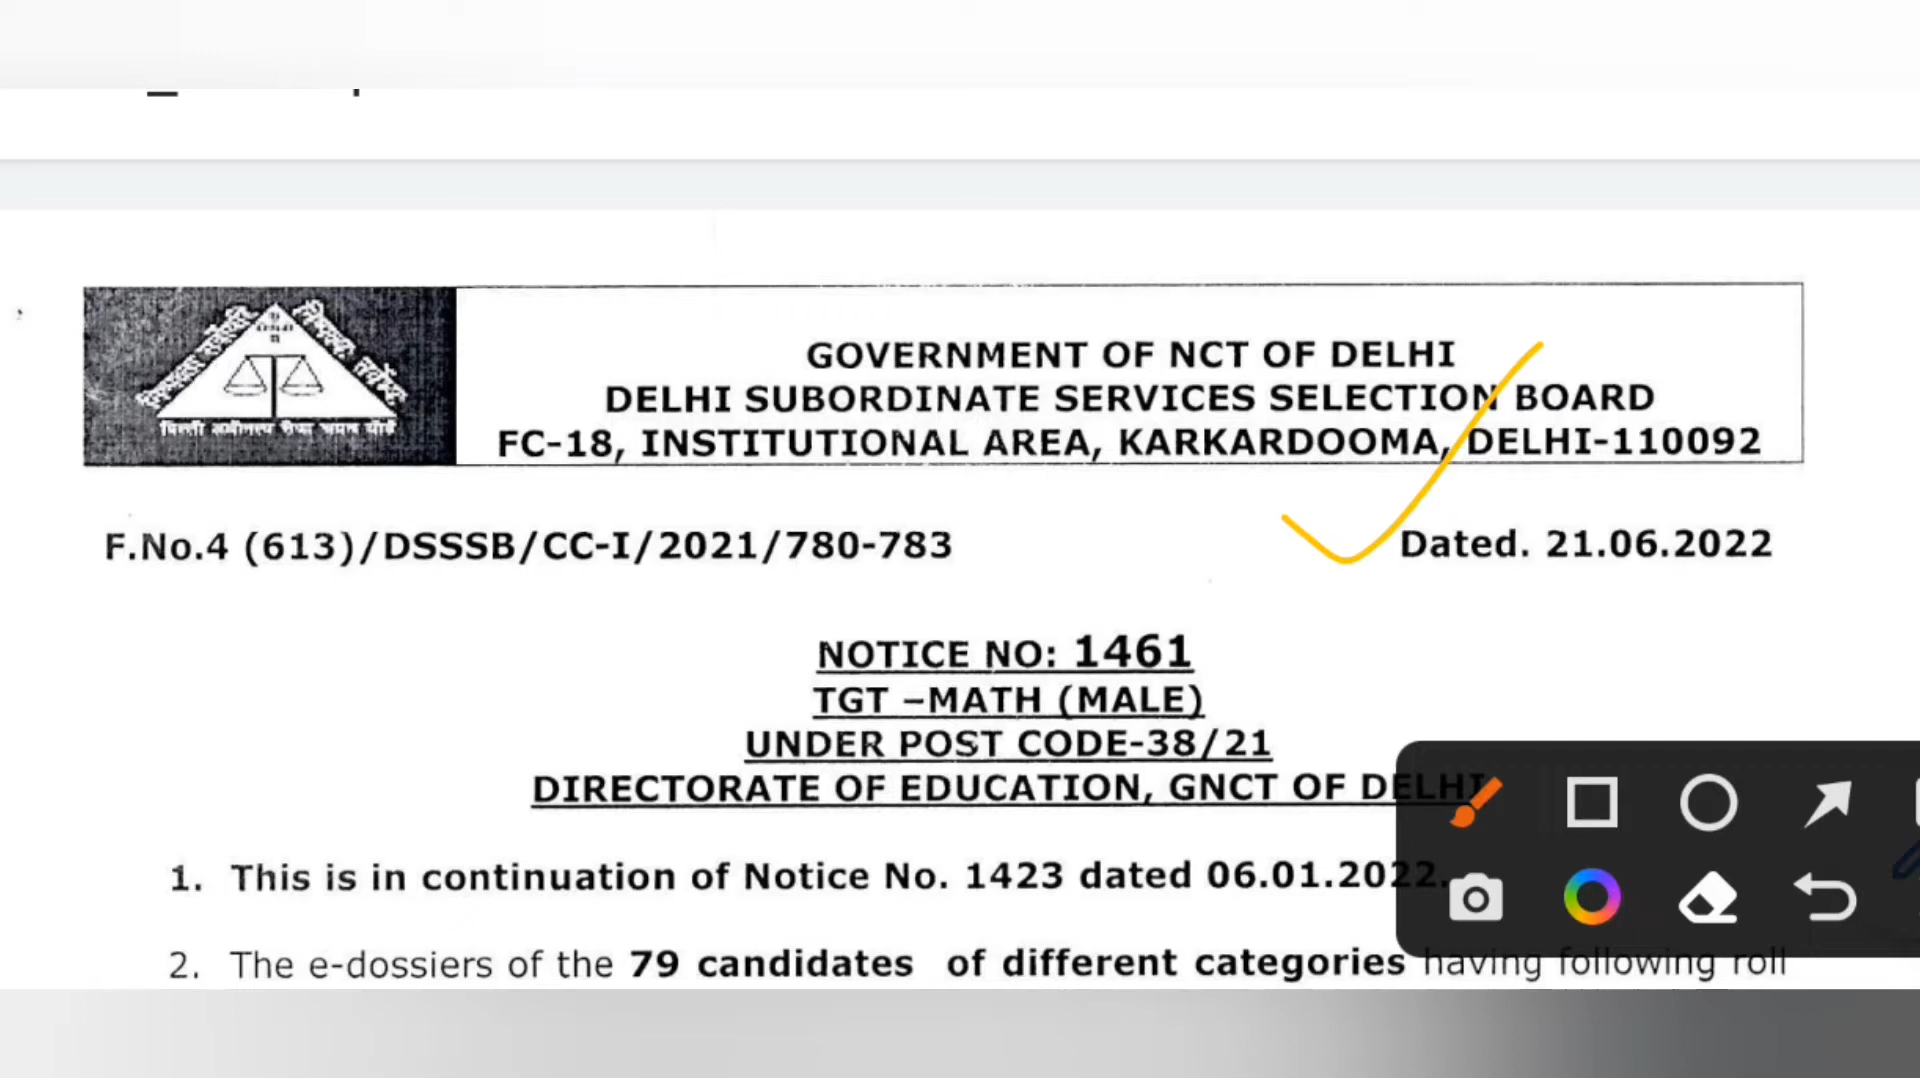 दिल्ली अधीनस्थ सेवा चयन बोर्ड
GOVERNMENT OF NCT OF DELHI
DELHI SUBORDINATE SERVICES SELECTION BOARD
FC-18, INSTITUTIONAL AREA, KARKARDOOMA, DELHI-110092
F.No.4 (613)/DSSSB/CC-I/2021/780-783
Dated. 21.06.2022
NOTICE NO: 1461
TGT –MATH (MALE)
UNDER POST CODE-38/21
DIRECTORATE OF EDUCATION, GNCT OF DELHI
1. This is in continuation of Notice No. 1423 dated 06.01.2022.
2. The e-dossiers of the 79 candidates of different categories having following roll